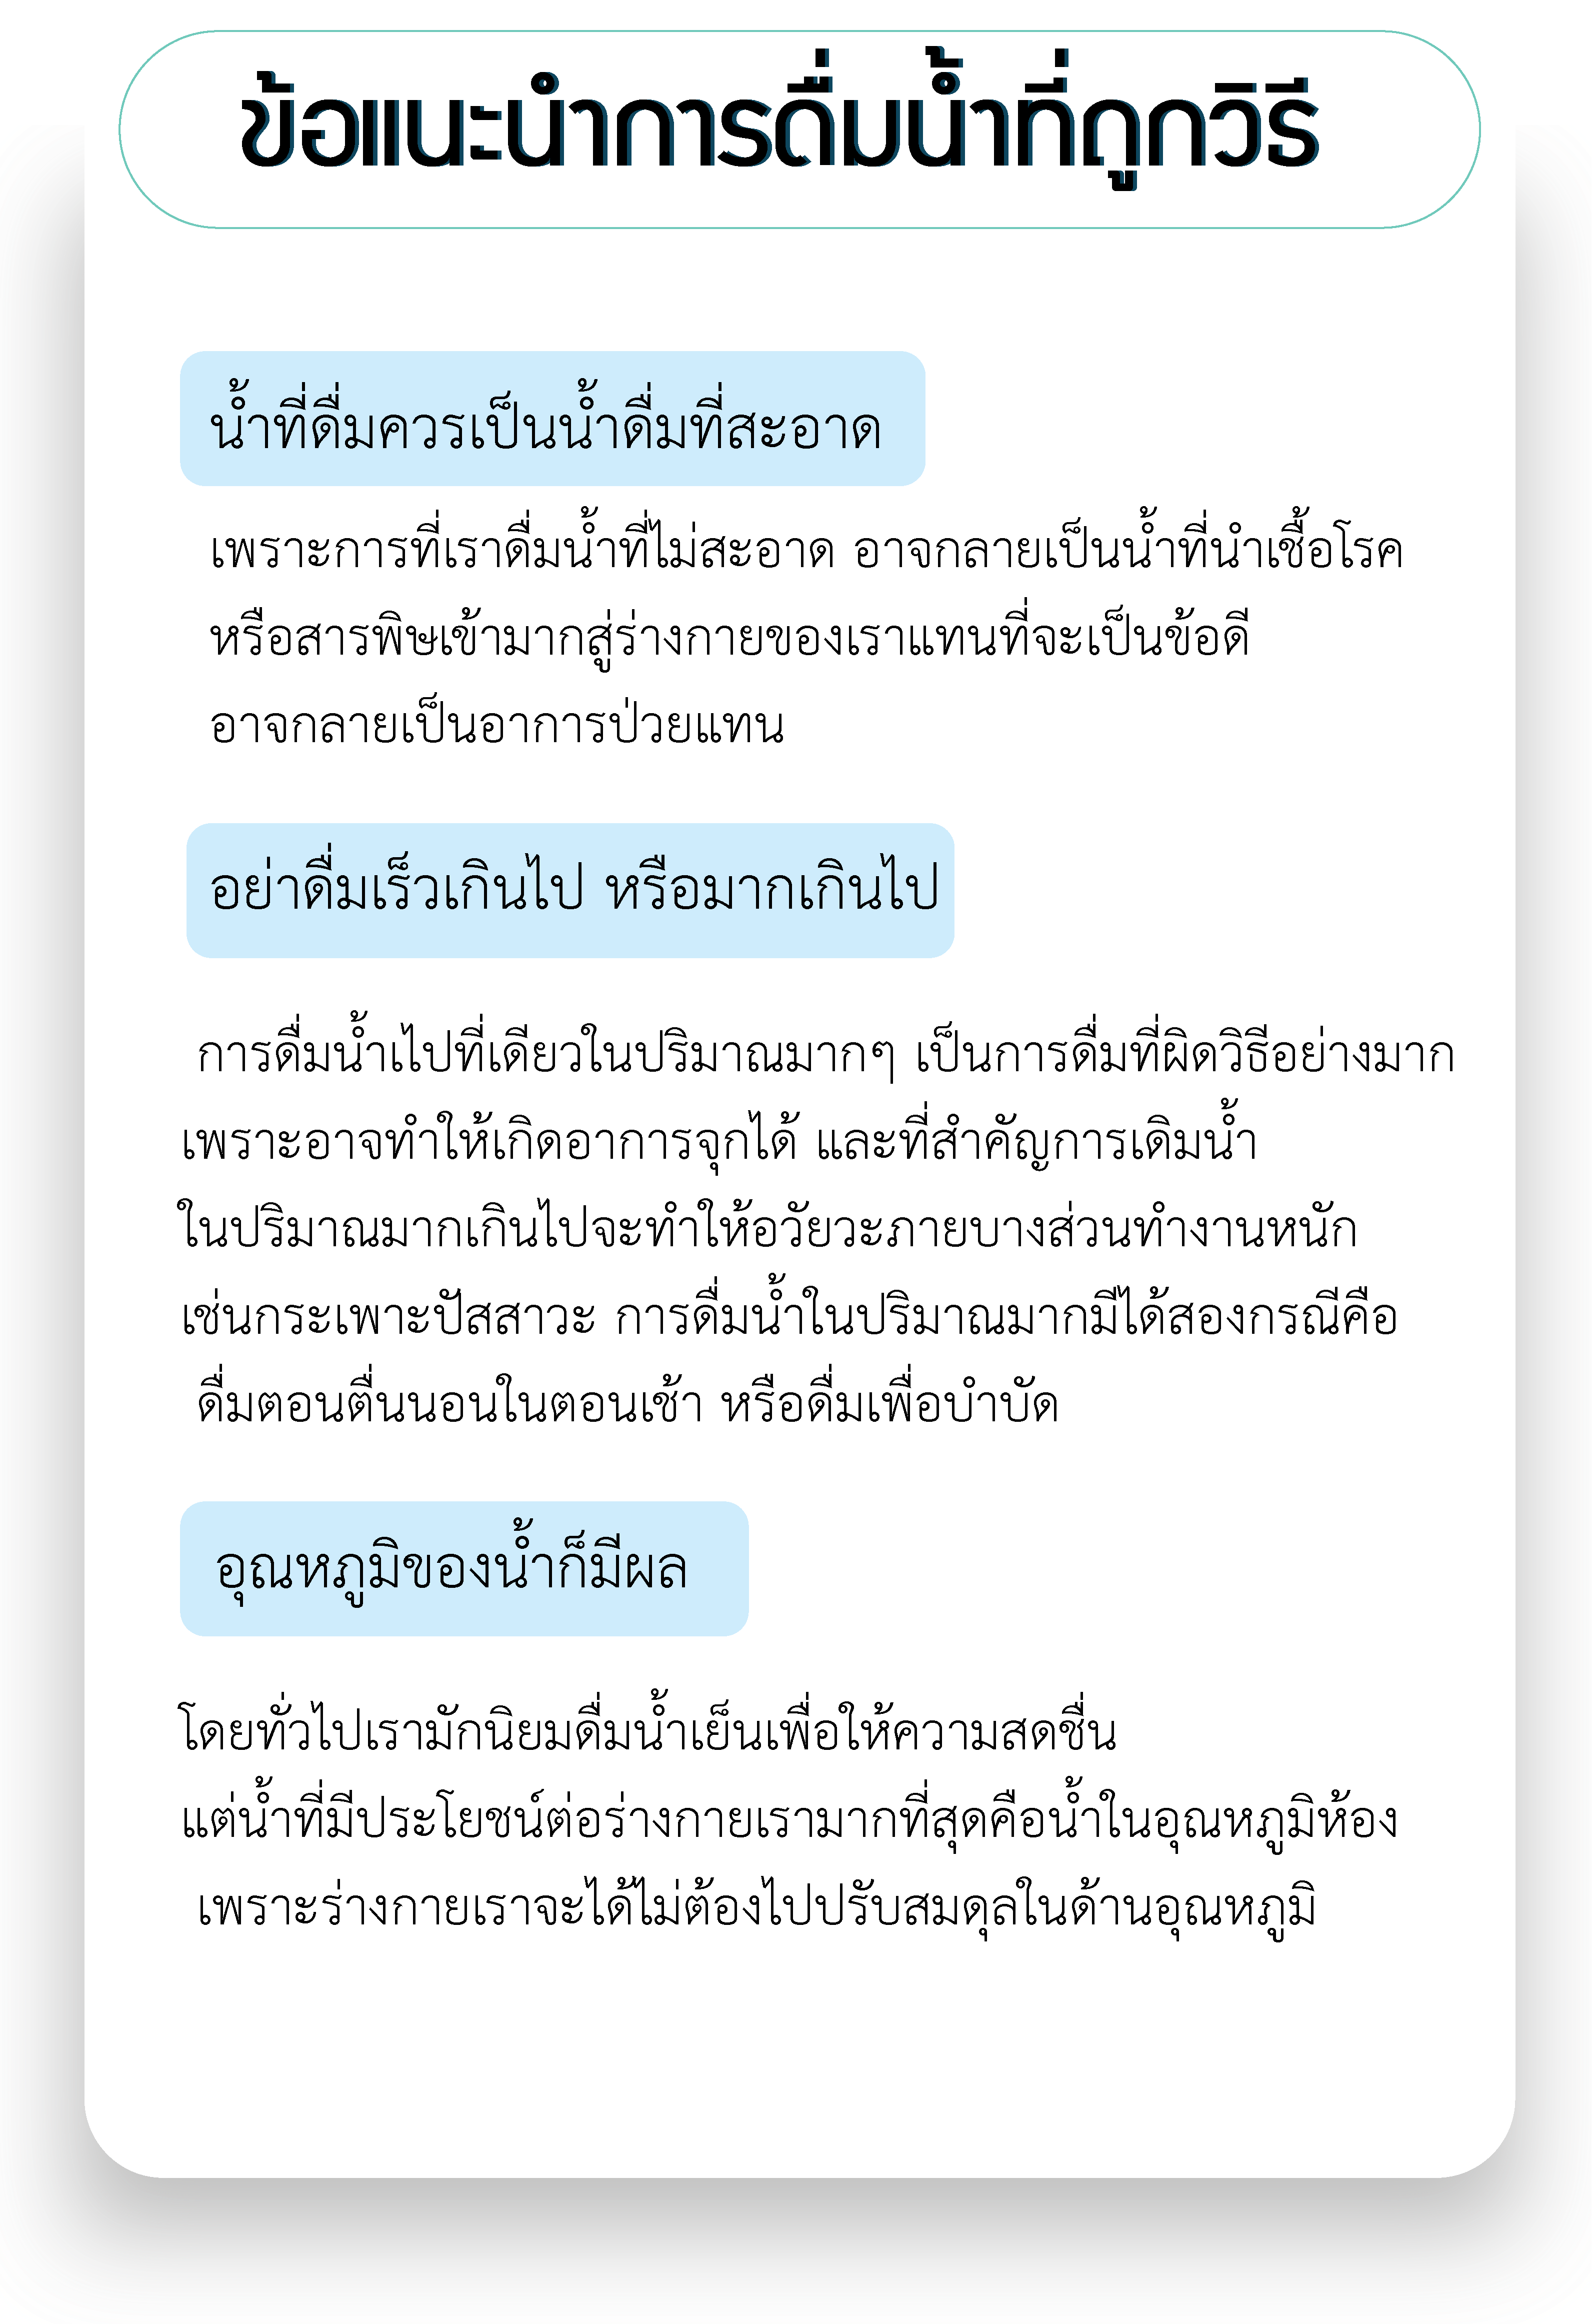 ข้อแนะนำการดื่มน้ำที่ถูกวิธี
น้ำที่ดื่มควรเป็นน้ำดื่มที่สะอาด
เพราะการที่เราดื่มน้ำที่ไม่สะอาด อาจกลายเป็นน้ำที่นำเชื้อโรค
หรือสารพิษเข้ามากสู่ร่างกายของเราแทนที่จะเป็นข้อดี
อาจกลายเป็นอาการป่วยแทน
อย่าดื่มเร็วเกินไป หรือมากเกินไป
การดื่มน้ำเไปที่เดียวในปริมาณมากๆ เป็นการดื่มที่ผิดวิธีอย่างมาก
เพราะอาจทำให้เกิดอาการจุกได้ และที่สำคัญการเดิมน้ำ
ในปริมาณมากเกินไปจะทำให้อวัยวะภายบางส่วนทำงานหนัก
เช่นกระเพาะปัสสาวะ การดื่มน้ำในปริมาณมากมีได้สองกรณีคือ
ดื่มตอนตื่นนอนในตอนเช้า หรือดื่มเพื่อบำบัด
อุณหภูมิของน้ำก็มีผล
โดยทั่วไปเรามักนิยมดื่มน้ำเย็นเพื่อให้ความสดชื่น
แต่น้ำที่มีประโยชน์ต่อร่างกายเรามากที่สุดคือน้ำในอุณหภูมิห้อง
เพราะร่างกายเราจะได้ไม่ต้องไปปรับสมดุลในด้านอุณหภูมิ